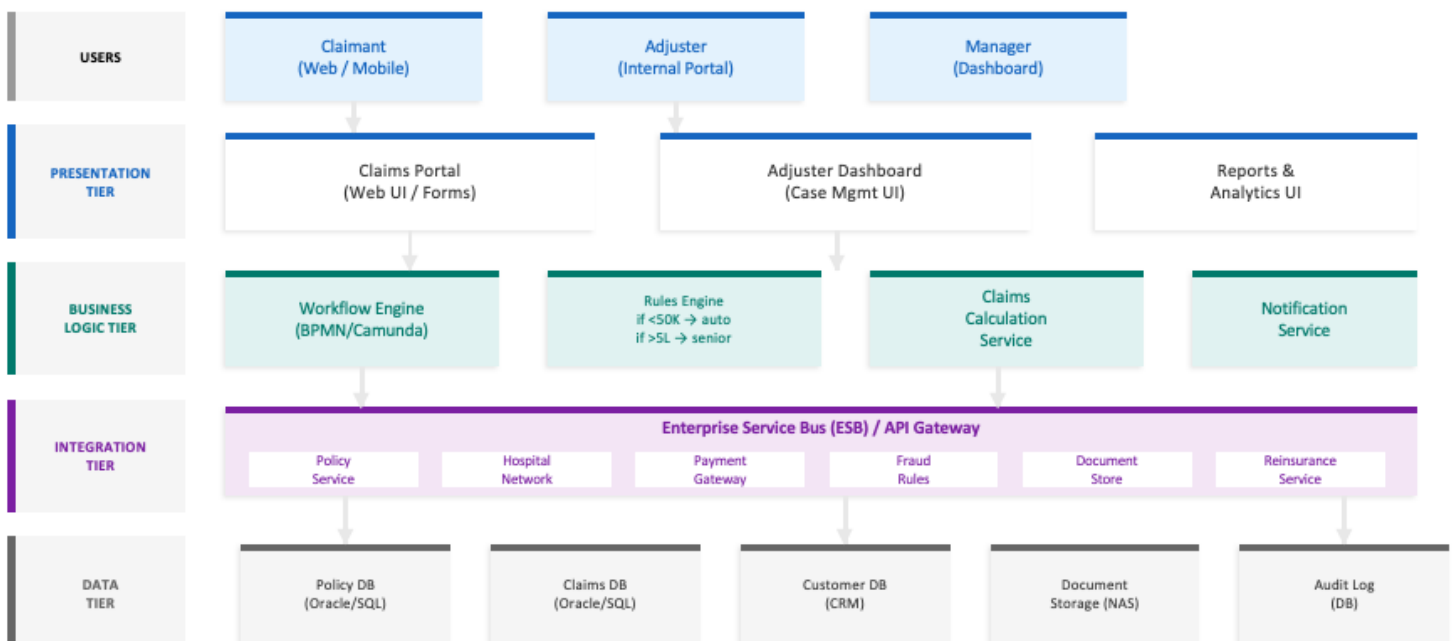 USERS
Claimant
(Web / Mobile)
Adjuster
(Internal Portal)
Manager
(Dashboard)
PRESENTATION
TIER
Claims Portal
(Web UI / Forms)
Adjuster Dashboard
(Case Mgmt UI)
Reports &
Analytics UI
BUSINESS
LOGIC TIER
Workflow Engine
(BPMN/Camunda)
Rules Engine
if <50K → auto
if >5L → senior
Claims
Calculation
Service
Notification
Service
INTEGRATION
TIER
Enterprise Service Bus (ESB) / API Gateway
Policy
Service
Hospital
Network
Payment
Gateway
Fraud
Rules
Document
Store
Reinsurance
Service
DATA
TIER
Policy DB
(Oracle/SQL)
Claims DB
(Oracle/SQL)
Customer DB
(CRM)
Document
Storage (NAS)
Audit Log
(DB)